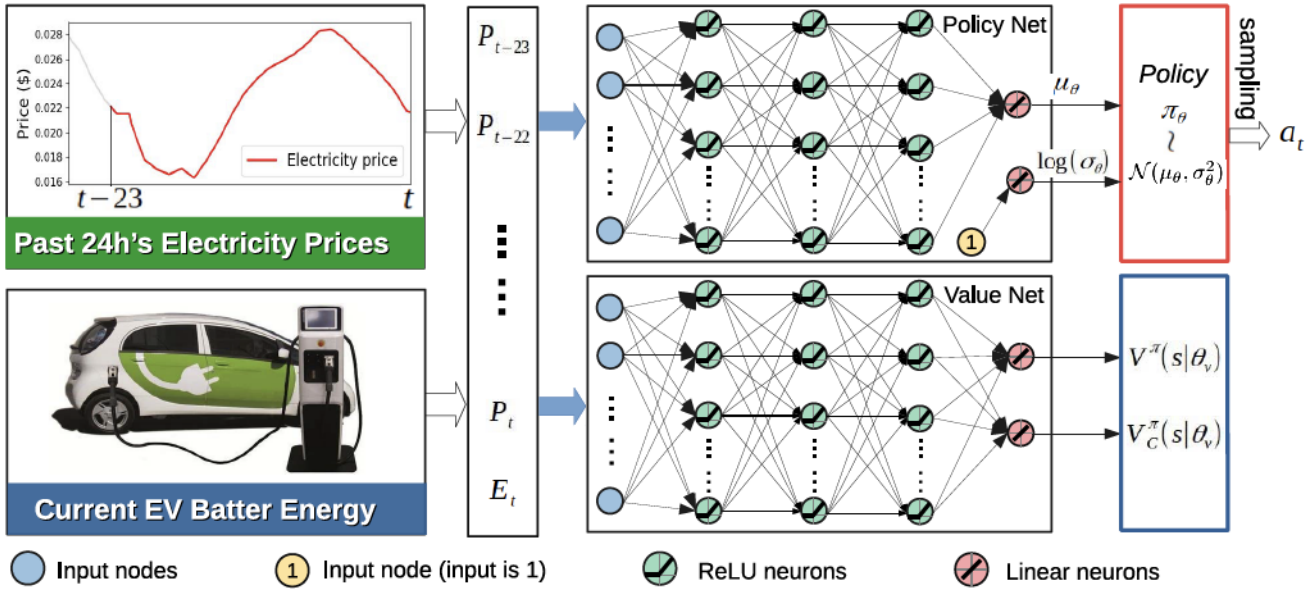 0.028
0.026
0.024
0.022
0.020
0.018
0.016
Price ($)
Electricity price
t−23
t
Past 24h's Electricity Prices
Current EV Batter Energy
P_{t−23}
P_{t−22}
P_t
E_t
Policy Net
μ_θ
log(σ_θ)
1
Policy
π_θ
~
𝒩(μ_θ, σ_θ^2)
sampling
a_t
Value Net
V^π(s|θ_v)
V_C^π(s|θ_v)
Input nodes
1
Input node (input is 1)
ReLU neurons
Linear neurons